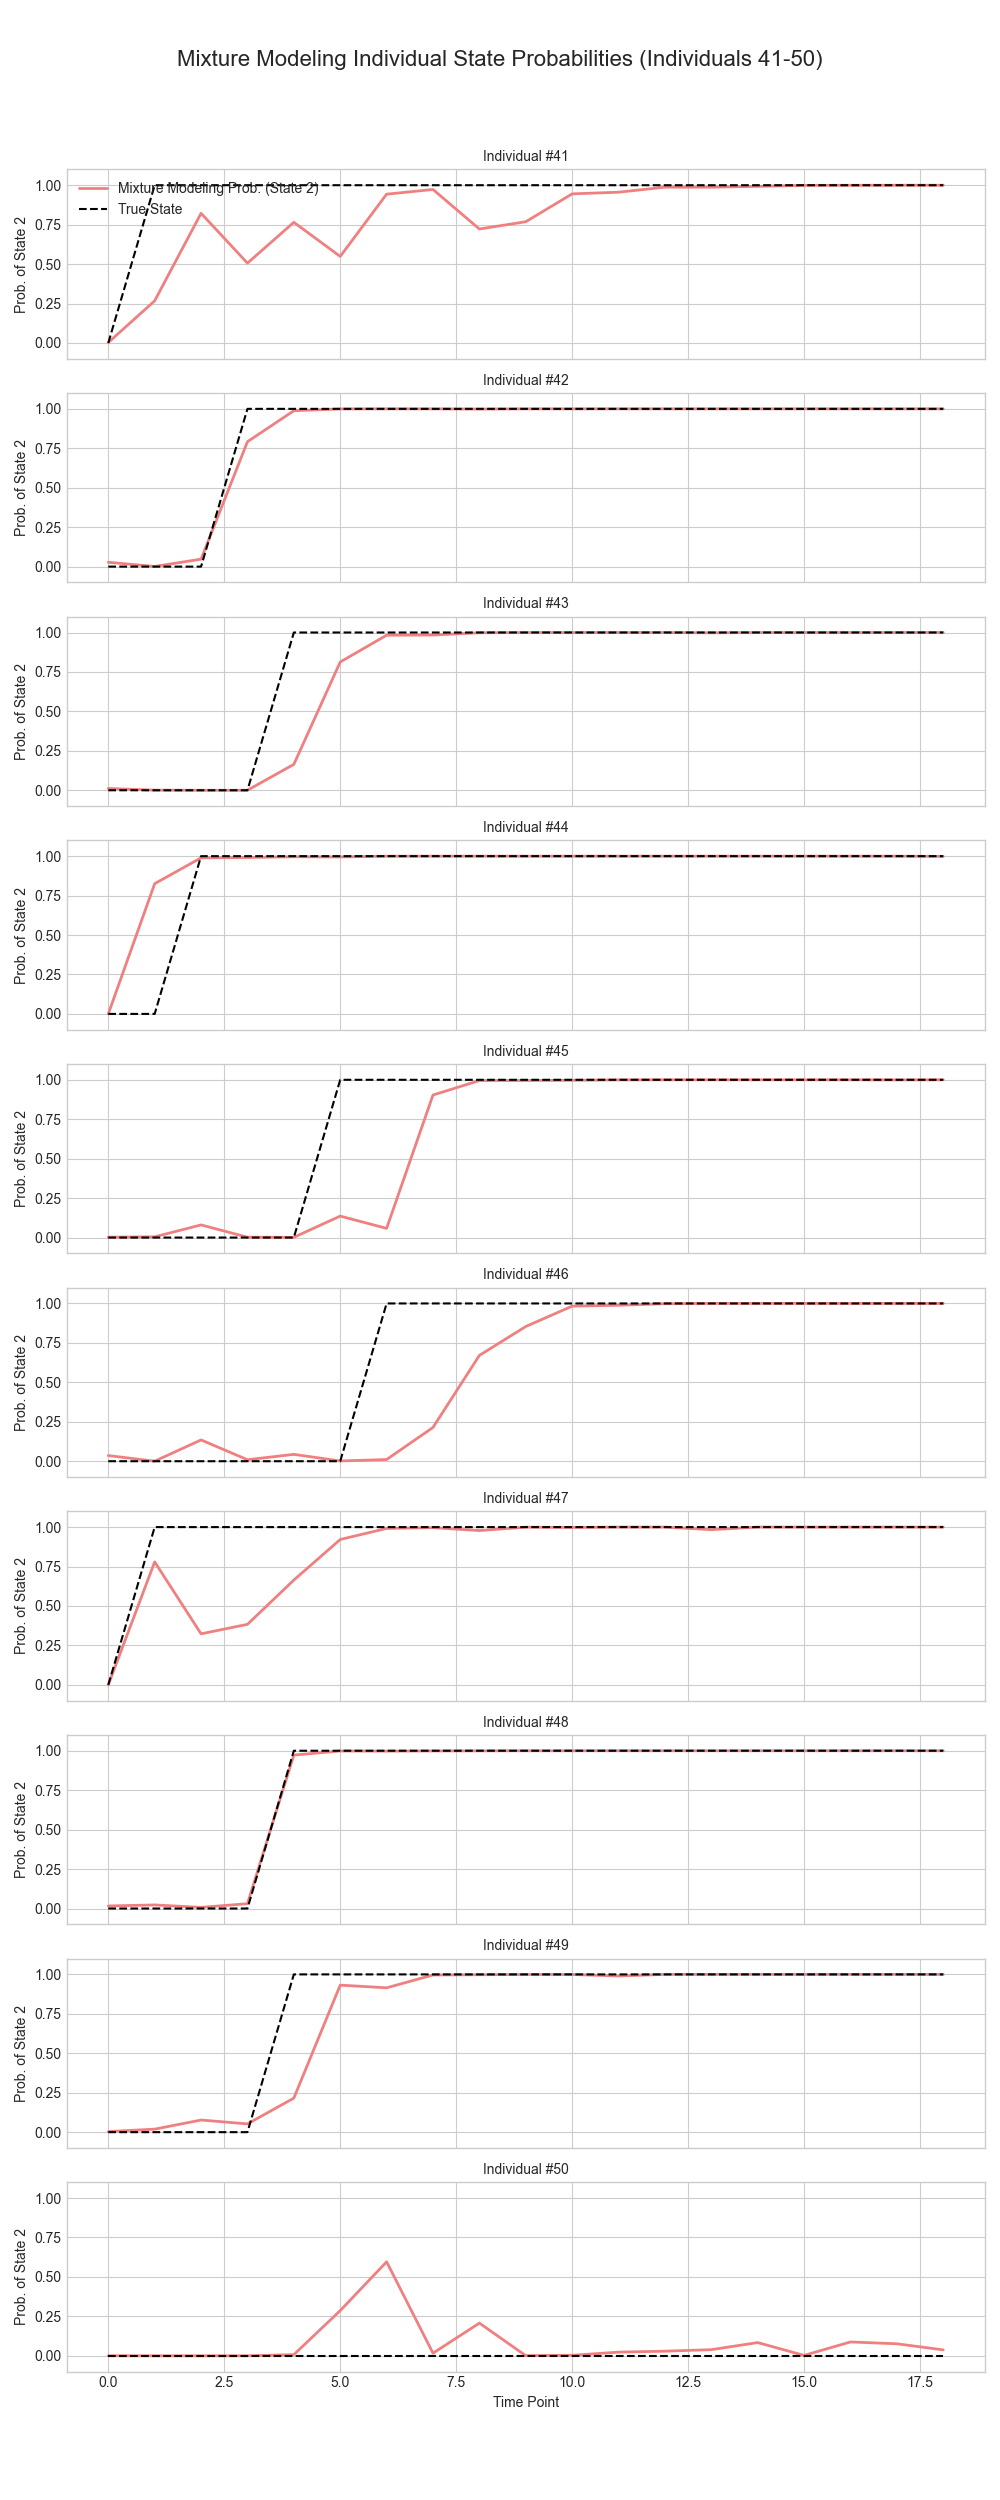 Mixture Modeling Individual State Probabilities (Individuals 41-50)
Individual #41
Mixture Modeling Prob. (State 2)
True State
1.00
0.75
0.50
0.25
0.00
Prob. of State 2
Individual #42
1.00
0.75
0.50
0.25
0.00
Prob. of State 2
Individual #43
1.00
0.75
0.50
0.25
0.00
Prob. of State 2
Individual #44
1.00
0.75
0.50
0.25
0.00
Prob. of State 2
Individual #45
1.00
0.75
0.50
0.25
0.00
Prob. of State 2
Individual #46
1.00
0.75
0.50
0.25
0.00
Prob. of State 2
Individual #47
1.00
0.75
0.50
0.25
0.00
Prob. of State 2
Individual #48
1.00
0.75
0.50
0.25
0.00
Prob. of State 2
Individual #49
1.00
0.75
0.50
0.25
0.00
Prob. of State 2
Individual #50
1.00
0.75
0.50
0.25
0.00
Prob. of State 2
0.0 2.5 5.0 7.5 10.0 12.5 15.0 17.5
Time Point